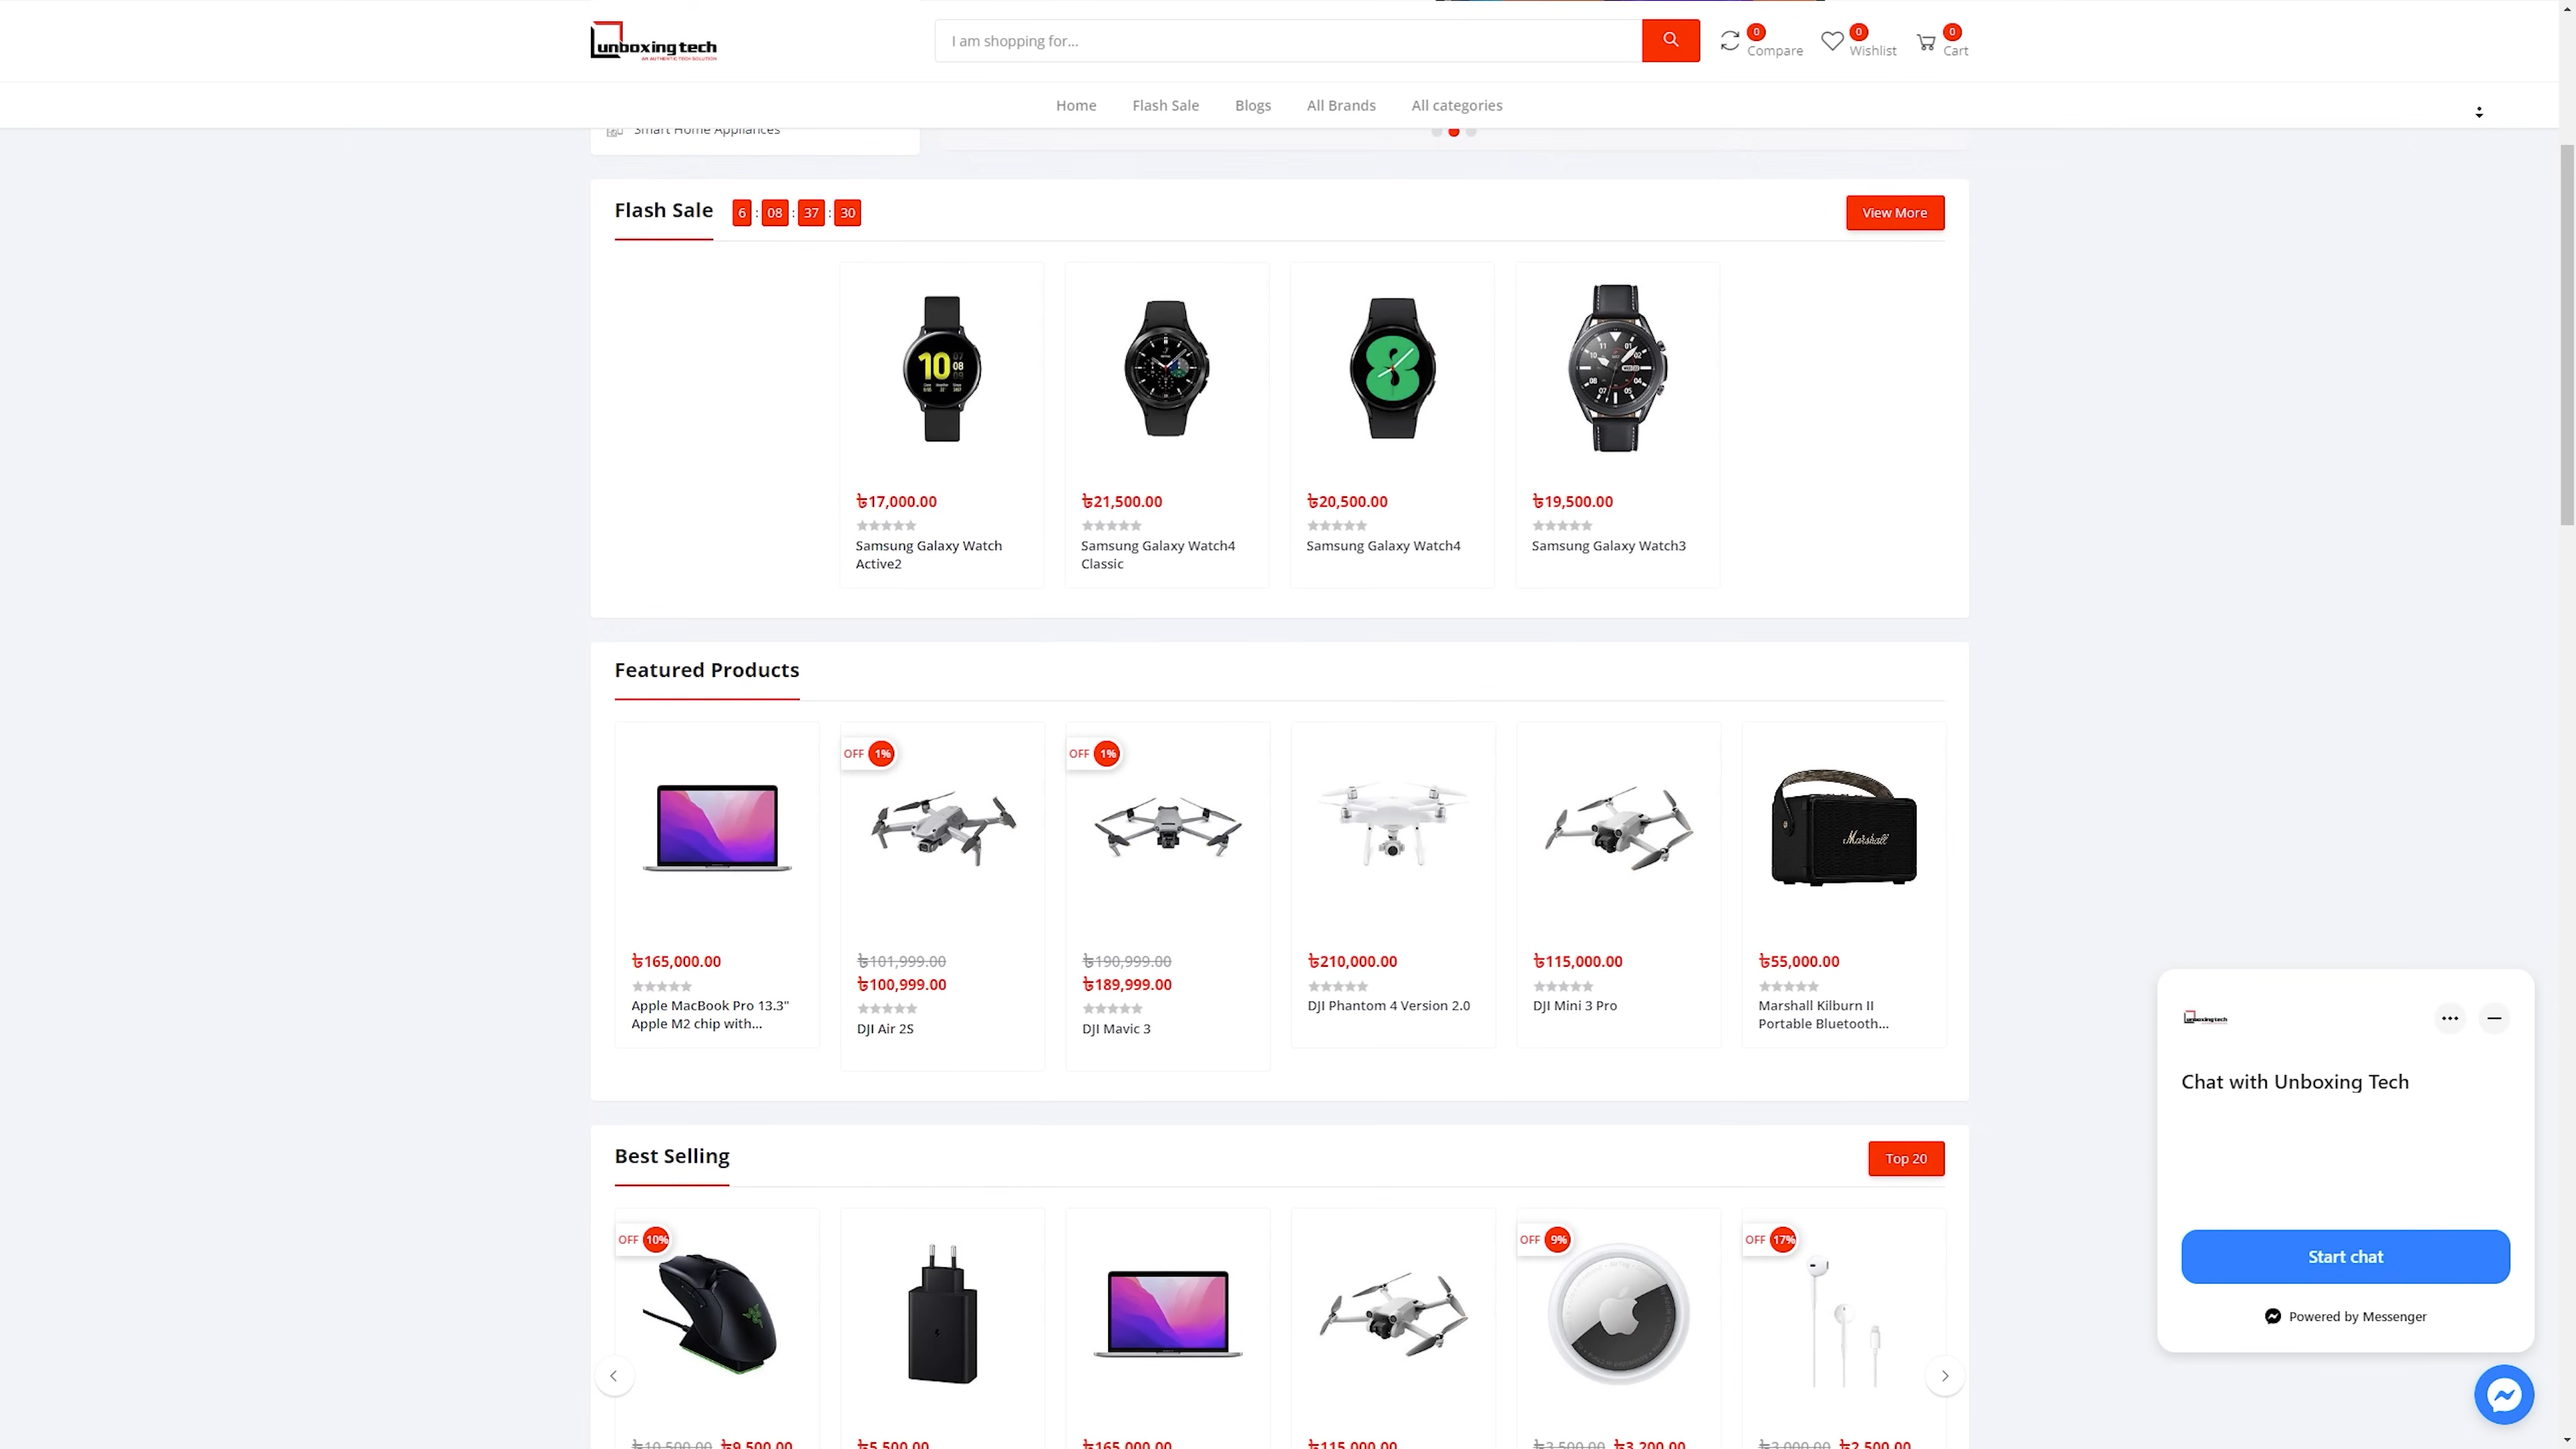 unboxing tech
AN AUTHENTIC TECH SOLUTION
I am shopping for...
0
Compare
0
Wishlist
0
Cart
Home Flash Sale Blogs All Brands All categories
Smart Home Appliances
Flash Sale 6 : 08 : 37 : 30
View More
৳17,000.00
Samsung Galaxy Watch
Active2
৳21,500.00
Samsung Galaxy Watch4
Classic
৳20,500.00
Samsung Galaxy Watch4
৳19,500.00
Samsung Galaxy Watch3
Featured Products
৳165,000.00
Apple MacBook Pro 13.3"
Apple M2 chip with...
OFF 1%
৳101,999.00
৳100,999.00
DJI Air 2S
OFF 1%
৳190,999.00
৳189,999.00
DJI Mavic 3
৳210,000.00
DJI Phantom 4 Version 2.0
৳115,000.00
DJI Mini 3 Pro
Marshall
৳55,000.00
Marshall Kilburn II
Portable Bluetooth...
Best Selling
Top 20
OFF 10%
৳10,500.00 ৳9,500.00
৳5,500.00
৳165,000.00
৳115,000.00
OFF 9%
৳3,500.00 ৳3,200.00
OFF 17%
৳3,000.00 ৳2,500.00
unboxing tech
Chat with Unboxing Tech
Start chat
Powered by Messenger